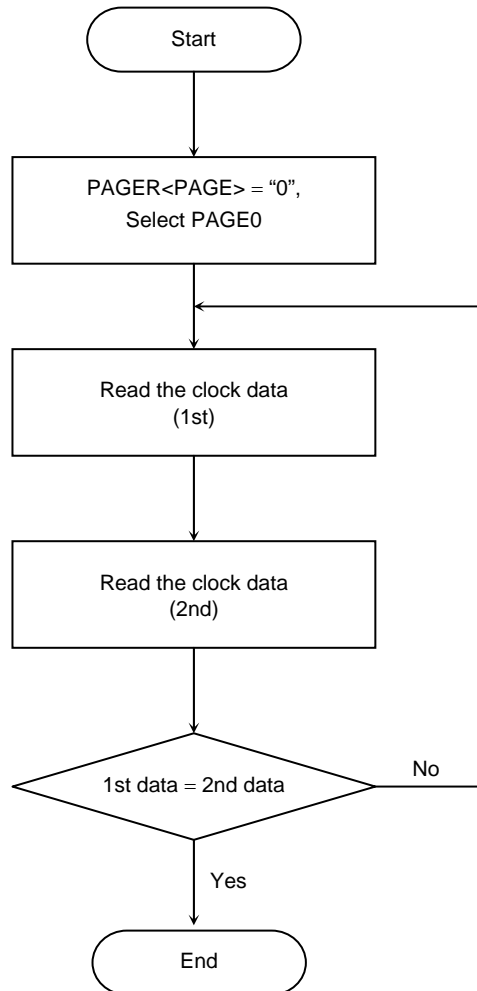 Start
PAGER<PAGE> = “0”,
Select PAGE0
Read the clock data
(1st)
Read the clock data
(2nd)
1st data = 2nd data
No
Yes
End